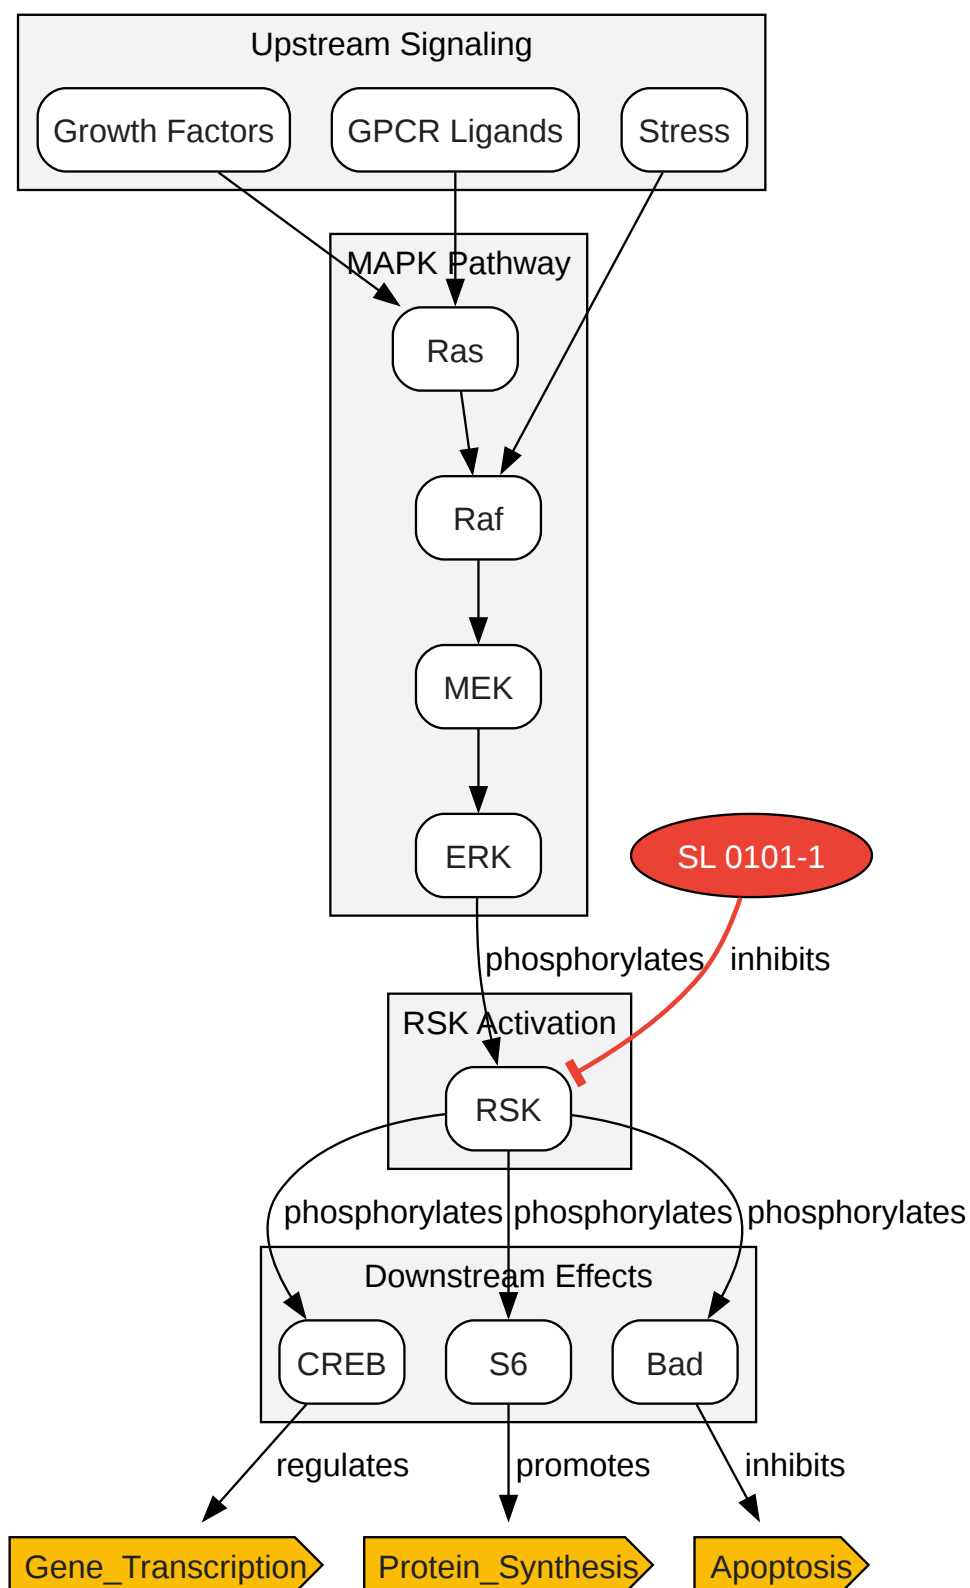 Upstream Signaling
Growth Factors
GPCR Ligands
Stress
MAPK Pathway
Ras
Raf
MEK
ERK
SL 0101-1
phosphorylates
inhibits
RSK Activation
RSK
phosphorylates
phosphorylates
phosphorylates
Downstream Effects
CREB
S6
Bad
regulates
promotes
inhibits
Gene_Transcription
Protein_Synthesis
Apoptosis